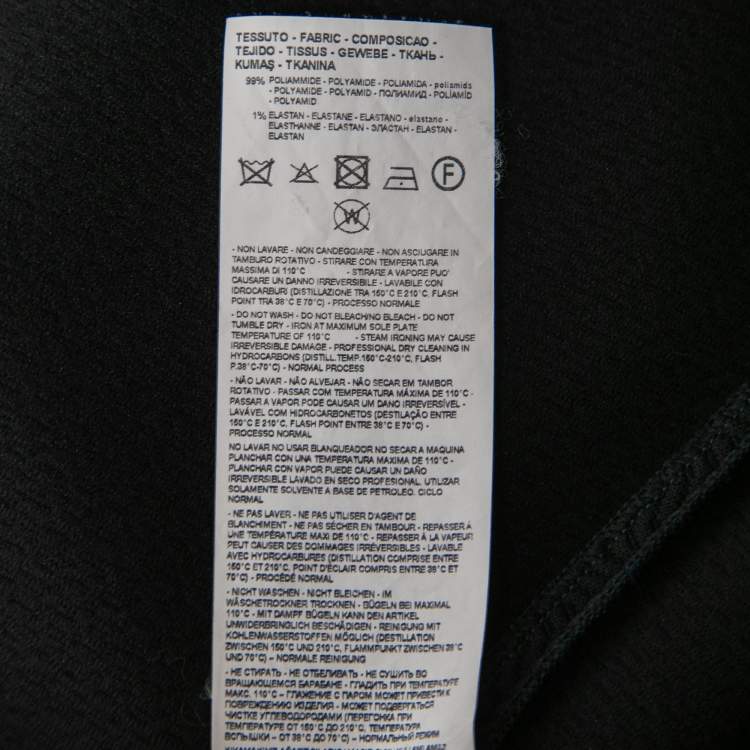 TESSUTO - FABRIC - COMPOSICAO -
TEJIDO - TISSUS - GEWEBE - ТКАНЬ -
KUMAŞ - TKANINA
99% POLIAMMIDE - POLYAMIDE - POLIAMIDA - poliamida
- POLYAMIDE - POLYAMID - ПОЛИАМИД - POLİAMİD
- POLYAMID
1% ELASTAN - ELASTANE - ELASTANO - elastano -
ELASTHANNE - ELASTAN - ЭЛАСТАН - ELASTAN -
ELASTAN
F
W
- NON LAVARE - NON CANDEGGIARE - NON ASCIUGARE IN
TAMBURO ROTATIVO - STIRARE CON TEMPERATURA
MASSIMA DI 110°C - STIRARE A VAPORE PUO'
CAUSARE UN DANNO IRREVERSIBILE - LAVABILE CON
IDROCARBURI (DISTILLAZIONE TRA 150°C E 210°C, FLASH
POINT TRA 38°C E 70°C) - PROCESSO NORMALE
- DO NOT WASH - DO NOT BLEACHING BLEACH - DO NOT
TUMBLE DRY - IRON AT MAXIMUM SOLE PLATE
TEMPERATURE OF 110°C - STEAM IRONING MAY CAUSE
IRREVERSIBLE DAMAGE - PROFESSIONAL DRY CLEANING IN
HYDROCARBONS (DISTILL.TEMP.150°C-210°C, FLASH
P.38°C-70°C) - NORMAL PROCESS
- NÃO LAVAR - NÃO ALVEJAR - NÃO SECAR EM TAMBOR
ROTATIVO - PASSAR COM TEMPERATURA MÁXIMA DE 110°C -
PASSAR A VAPOR PODE CAUSAR UM DANO IRREVERSÍVEL -
LAVÁVEL COM HIDROCARBONETOS (DESTILAÇÃO ENTRE
150°C E 210°C, FLASH POINT ENTRE 38°C E 70°C) -
PROCESSO NORMAL
NO LAVAR NO USAR BLANQUEADOR NO SECAR A MAQUINA
PLANCHAR CON UNA TEMPERATURA MAXIMA DE 110°C -
PLANCHAR CON VAPOR PUEDE CAUSAR UN DAÑO
IRREVERSIBLE LAVADO EN SECO PROFESIONAL. UTILIZAR
SOLAMENTE SOLVENTE A BASE DE PETROLEO. CICLO
NORMAL
- NE PAS LAVER - NE PAS UTILISER D'AGENT DE
BLANCHIMENT - NE PAS SÉCHER EN TAMBOUR - REPASSER À
UNE TEMPÉRATURE MAXI DE 110°C - REPASSER À LA VAPEUR
PEUT CAUSER DES DOMMAGES IRRÉVERSIBLES - LAVABLE
AVEC HYDROCARBURES (DISTILLATION COMPRISE ENTRE
150°C ET 210°C, POINT D'ÉCLAIR COMPRIS ENTRE 38°C ET
70°C) - PROCÉDÉ NORMAL
- NICHT WASCHEN - NICHT BLEICHEN - IM
WÄSCHETROCKNER TROCKNEN - BÜGELN BEI MAXIMAL
110°C - MIT DAMPF BÜGELN KANN DEN ARTIKEL
UNWIDERBRINGLICH BESCHÄDIGEN - REINIGUNG MIT
KOHLENWASSERSTOFFEN MÖGLICH (DESTILLATION
ZWISCHEN 150°C UND 210°C, FLAMMPUNKT ZWISCHEN 38°C
UND 70°C) – NORMALE REINIGUNG
- НЕ СТИРАТЬ - НЕ ОТБЕЛИВАТЬ - НЕ СУШИТЬ ВО
ВРАЩАЮЩЕМСЯ БАРАБАНЕ - ГЛАДИТЬ ПРИ ТЕМПЕРАТУРЕ
МАКС. 110°C – ГЛАЖЕНИЕ С ПАРОМ МОЖЕТ ПРИВЕСТИ К
ПОВРЕЖДЕНИЮ ИЗДЕЛИЯ - МОЖЕТ ПОДВЕРГАТЬСЯ
ЧИСТКЕ УГЛЕВОДОРОДАМИ (ПЕРЕГОНКА ПРИ
ТЕМПЕРАТУРЕ ОТ 150°C ДО 210°C, ТЕМПЕРАТУРА
ВСПЫШКИ – ОТ 38°C ДО 70°C) – НОРМАЛЬНЫЙ РЕЖИМ